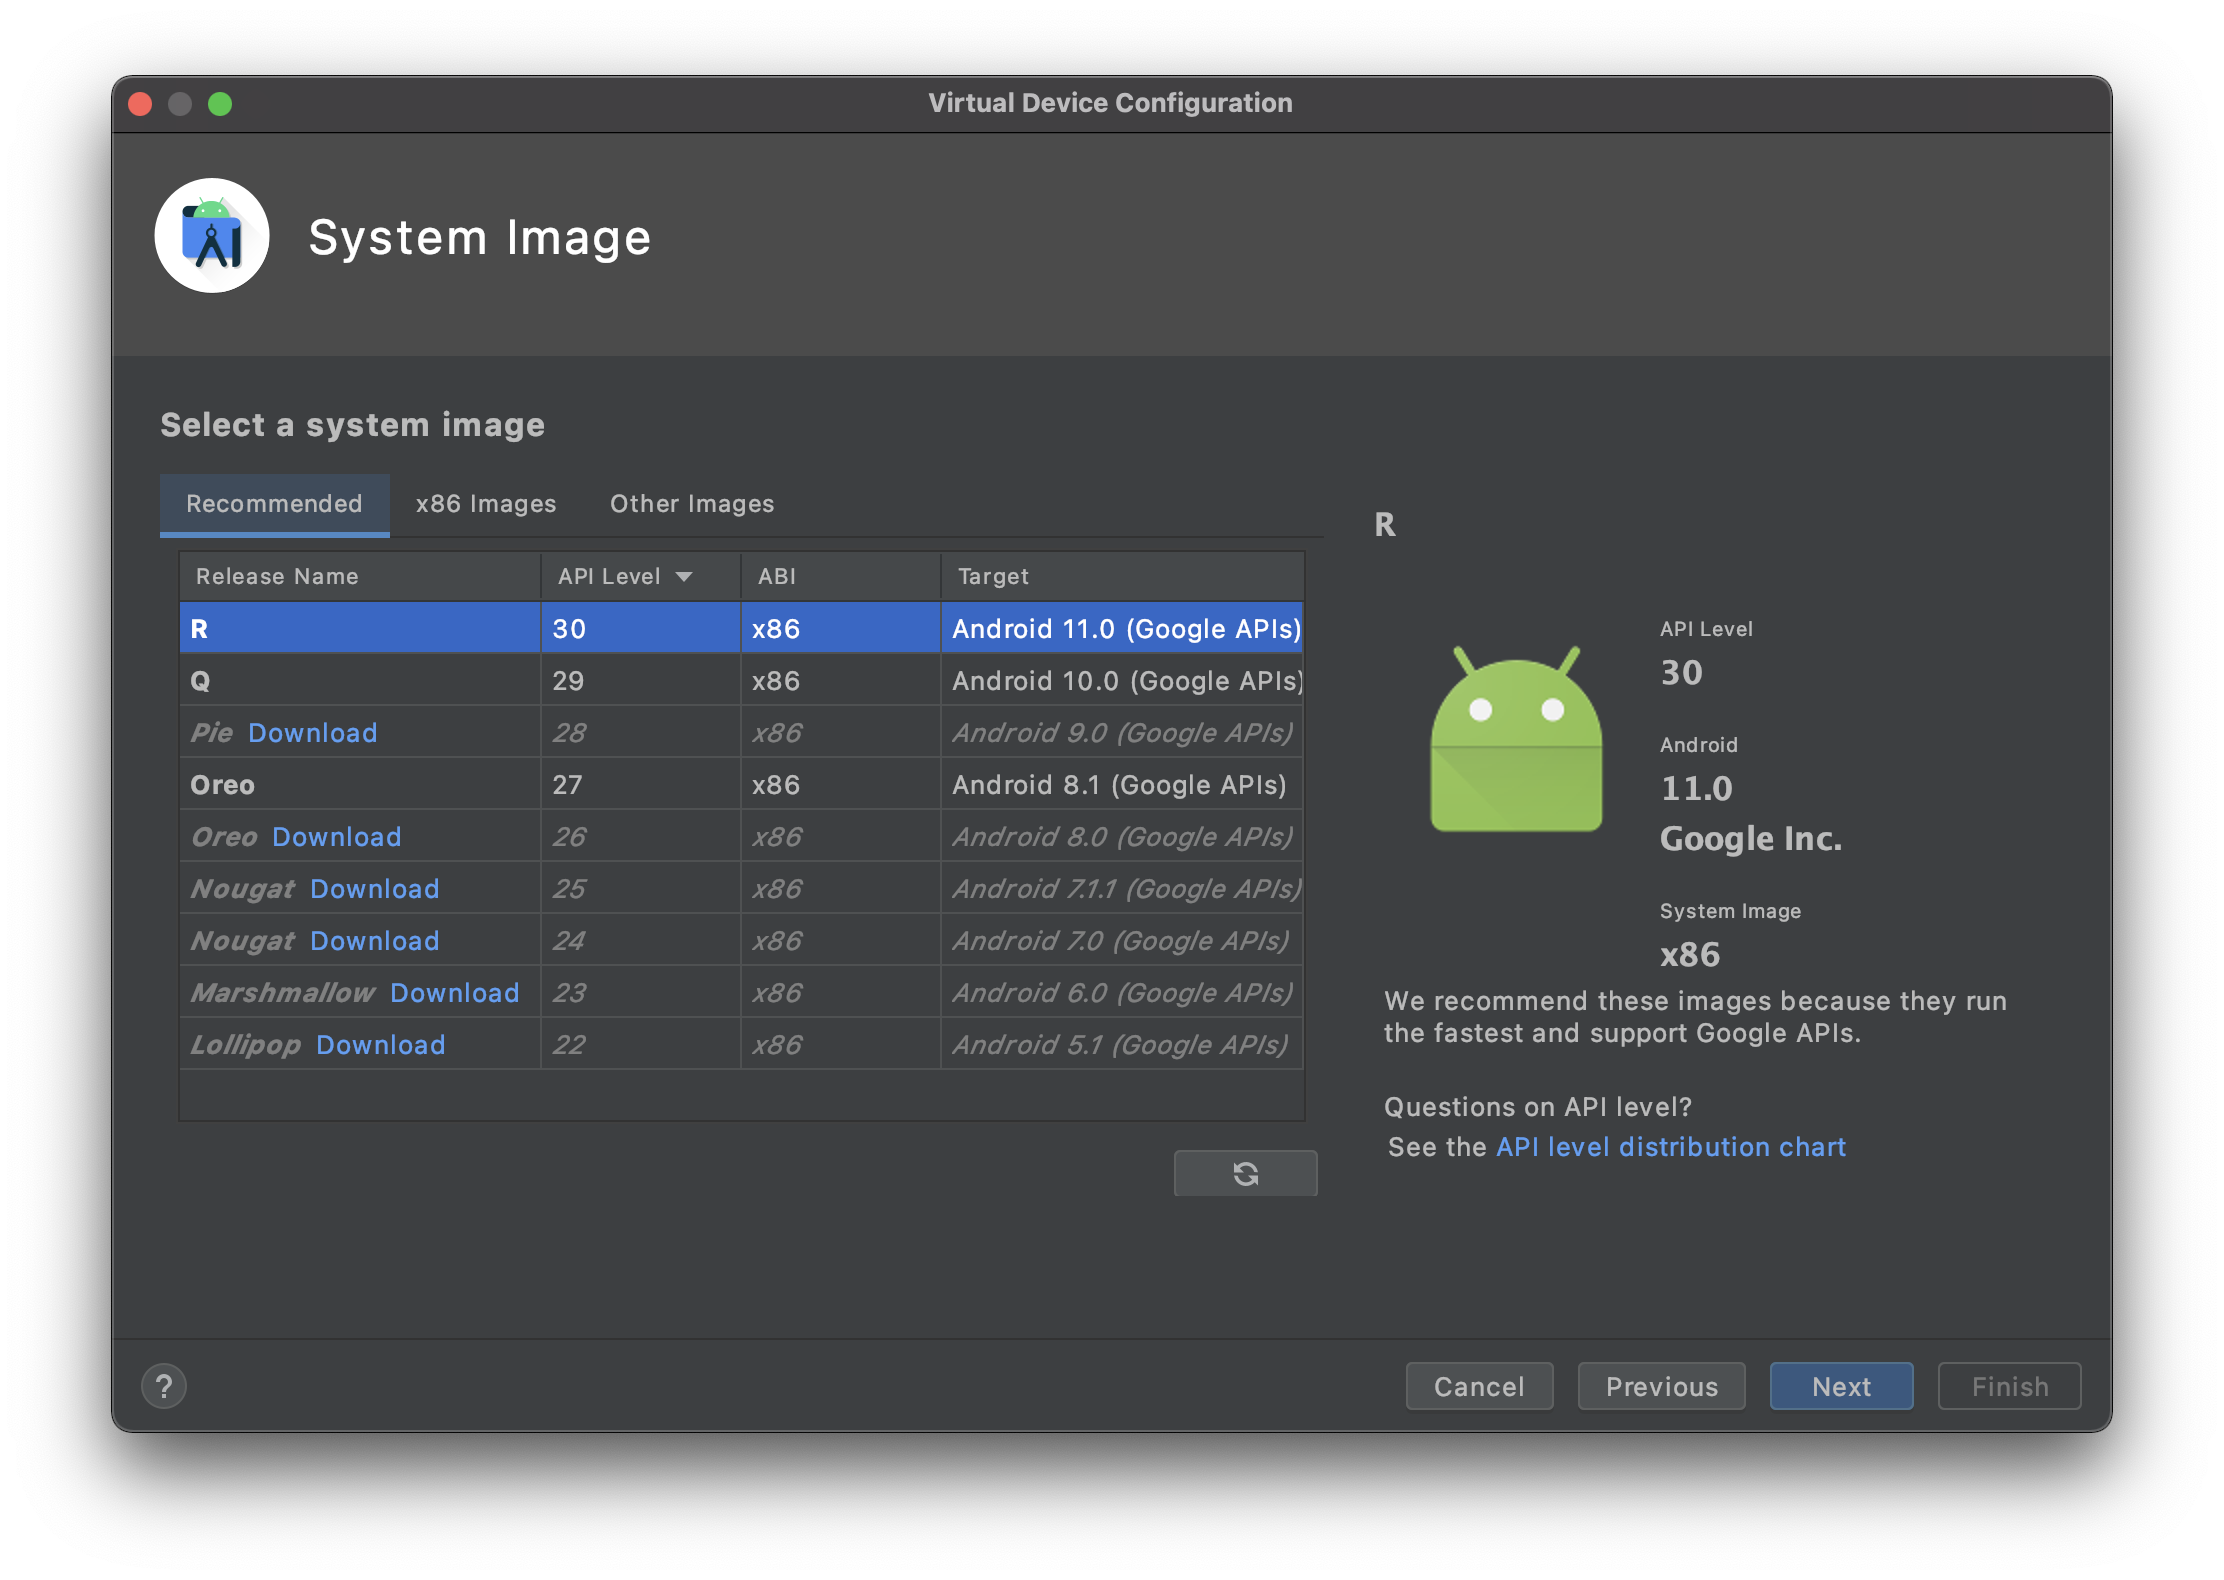 Virtual Device Configuration
System Image
Select a system image
Recommended x86 Images Other Images
Release Name API Level ABI Target
R 30 x86 Android 11.0 (Google APIs)
Q 29 x86 Android 10.0 (Google APIs)
Pie Download 28 x86 Android 9.0 (Google APIs)
Oreo 27 x86 Android 8.1 (Google APIs)
Oreo Download 26 x86 Android 8.0 (Google APIs)
Nougat Download 25 x86 Android 7.1.1 (Google APIs)
Nougat Download 24 x86 Android 7.0 (Google APIs)
Marshmallow Download 23 x86 Android 6.0 (Google APIs)
Lollipop Download 22 x86 Android 5.1 (Google APIs)
R
API Level
30
Android
11.0
Google Inc.
System Image
x86
We recommend these images because they run
the fastest and support Google APIs.
Questions on API level?
See the API level distribution chart
? Cancel Previous Next Finish